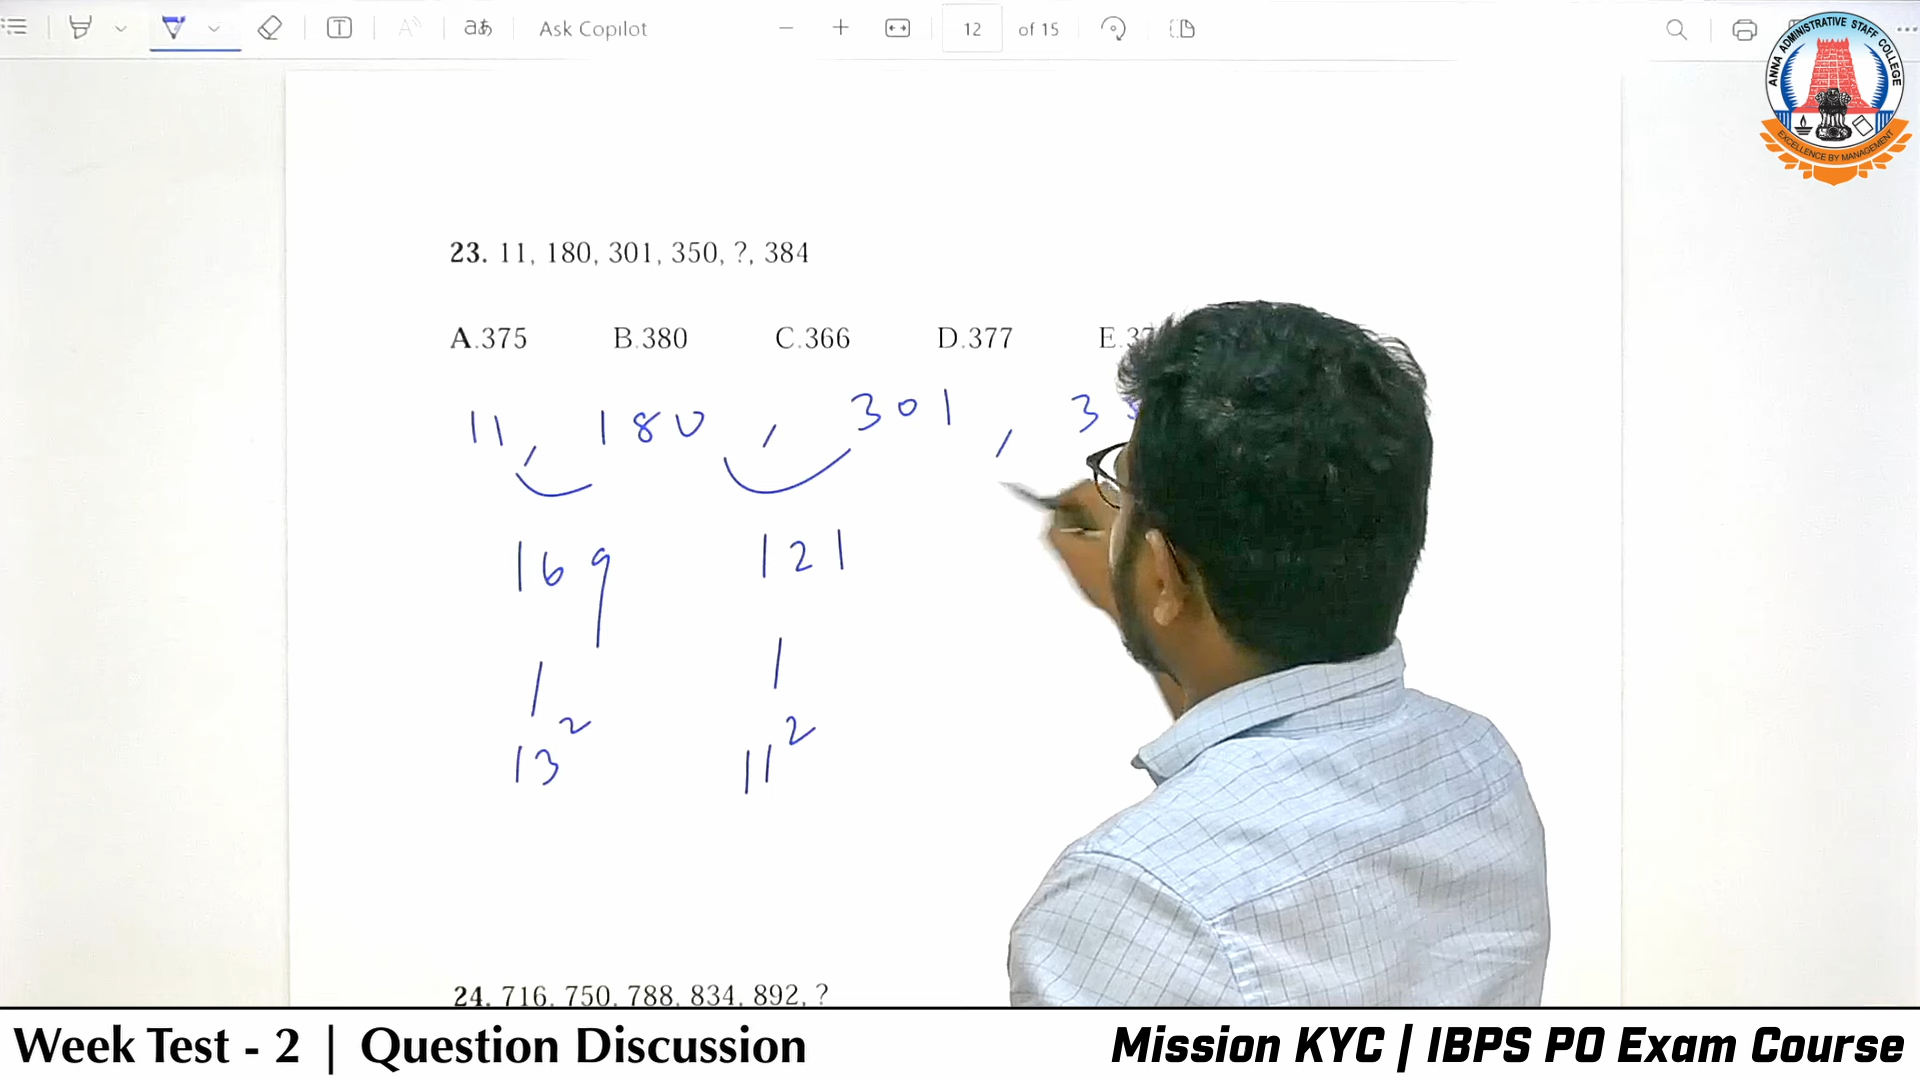 Ask Copilot
12 of 15
ANNA ADMINISTRATIVE STAFF COLLEGE
EXCELLENCE BY MANAGEMENT
23. 11, 180, 301, 350, ?, 384
A.375 B.380 C.366 D.377
11, 180, 301, 3
169 121
13² 11²
24. 716, 750, 788, 834, 892, ?
Week Test - 2 | Question Discussion
Mission KYC | IBPS PO Exam Course